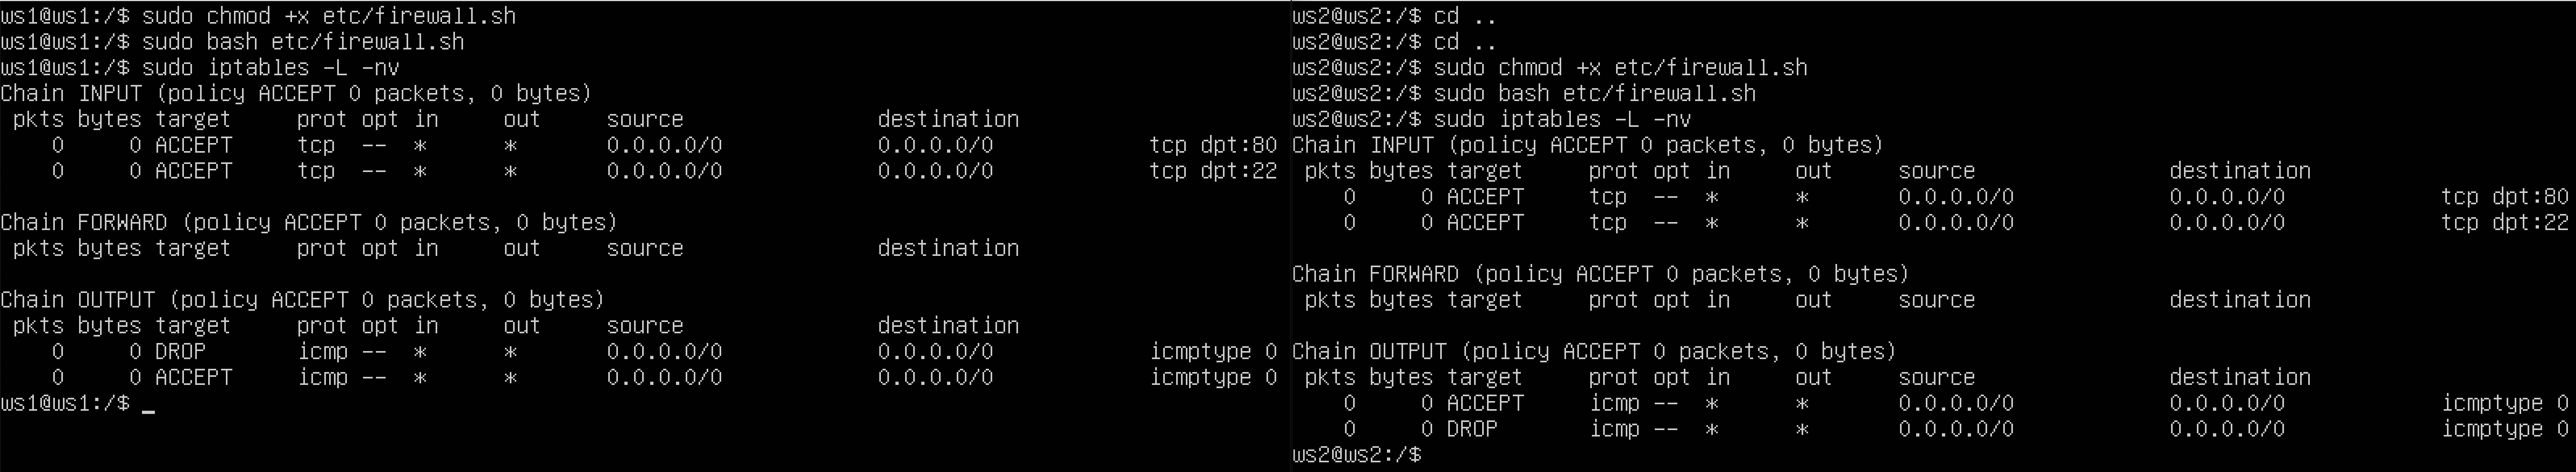 ws1@ws1:/$ sudo chmod +x etc/firewall.sh
ws1@ws1:/$ sudo bash etc/firewall.sh
ws1@ws1:/$ sudo iptables -L -nv
Chain INPUT (policy ACCEPT 0 packets, 0 bytes)
 pkts bytes target     prot opt in     out     source               destination
    0     0 ACCEPT     tcp  --  *      *       0.0.0.0/0            0.0.0.0/0            tcp dpt:80
    0     0 ACCEPT     tcp  --  *      *       0.0.0.0/0            0.0.0.0/0            tcp dpt:22

Chain FORWARD (policy ACCEPT 0 packets, 0 bytes)
 pkts bytes target     prot opt in     out     source               destination

Chain OUTPUT (policy ACCEPT 0 packets, 0 bytes)
 pkts bytes target     prot opt in     out     source               destination
    0     0 DROP       icmp --  *      *       0.0.0.0/0            0.0.0.0/0            icmptype 0
    0     0 ACCEPT     icmp --  *      *       0.0.0.0/0            0.0.0.0/0            icmptype 0
ws1@ws1:/$ _
ws2@ws2:/$ cd ..
ws2@ws2:/$ cd ..
ws2@ws2:/$ sudo chmod +x etc/firewall.sh
ws2@ws2:/$ sudo bash etc/firewall.sh
ws2@ws2:/$ sudo iptables -L -nv
Chain INPUT (policy ACCEPT 0 packets, 0 bytes)
 pkts bytes target     prot opt in     out     source               destination
    0     0 ACCEPT     tcp  --  *      *       0.0.0.0/0            0.0.0.0/0            tcp dpt:80
    0     0 ACCEPT     tcp  --  *      *       0.0.0.0/0            0.0.0.0/0            tcp dpt:22

Chain FORWARD (policy ACCEPT 0 packets, 0 bytes)
 pkts bytes target     prot opt in     out     source               destination

Chain OUTPUT (policy ACCEPT 0 packets, 0 bytes)
 pkts bytes target     prot opt in     out     source               destination
    0     0 ACCEPT     icmp --  *      *       0.0.0.0/0            0.0.0.0/0            icmptype 0
    0     0 DROP       icmp --  *      *       0.0.0.0/0            0.0.0.0/0            icmptype 0
ws2@ws2:/$